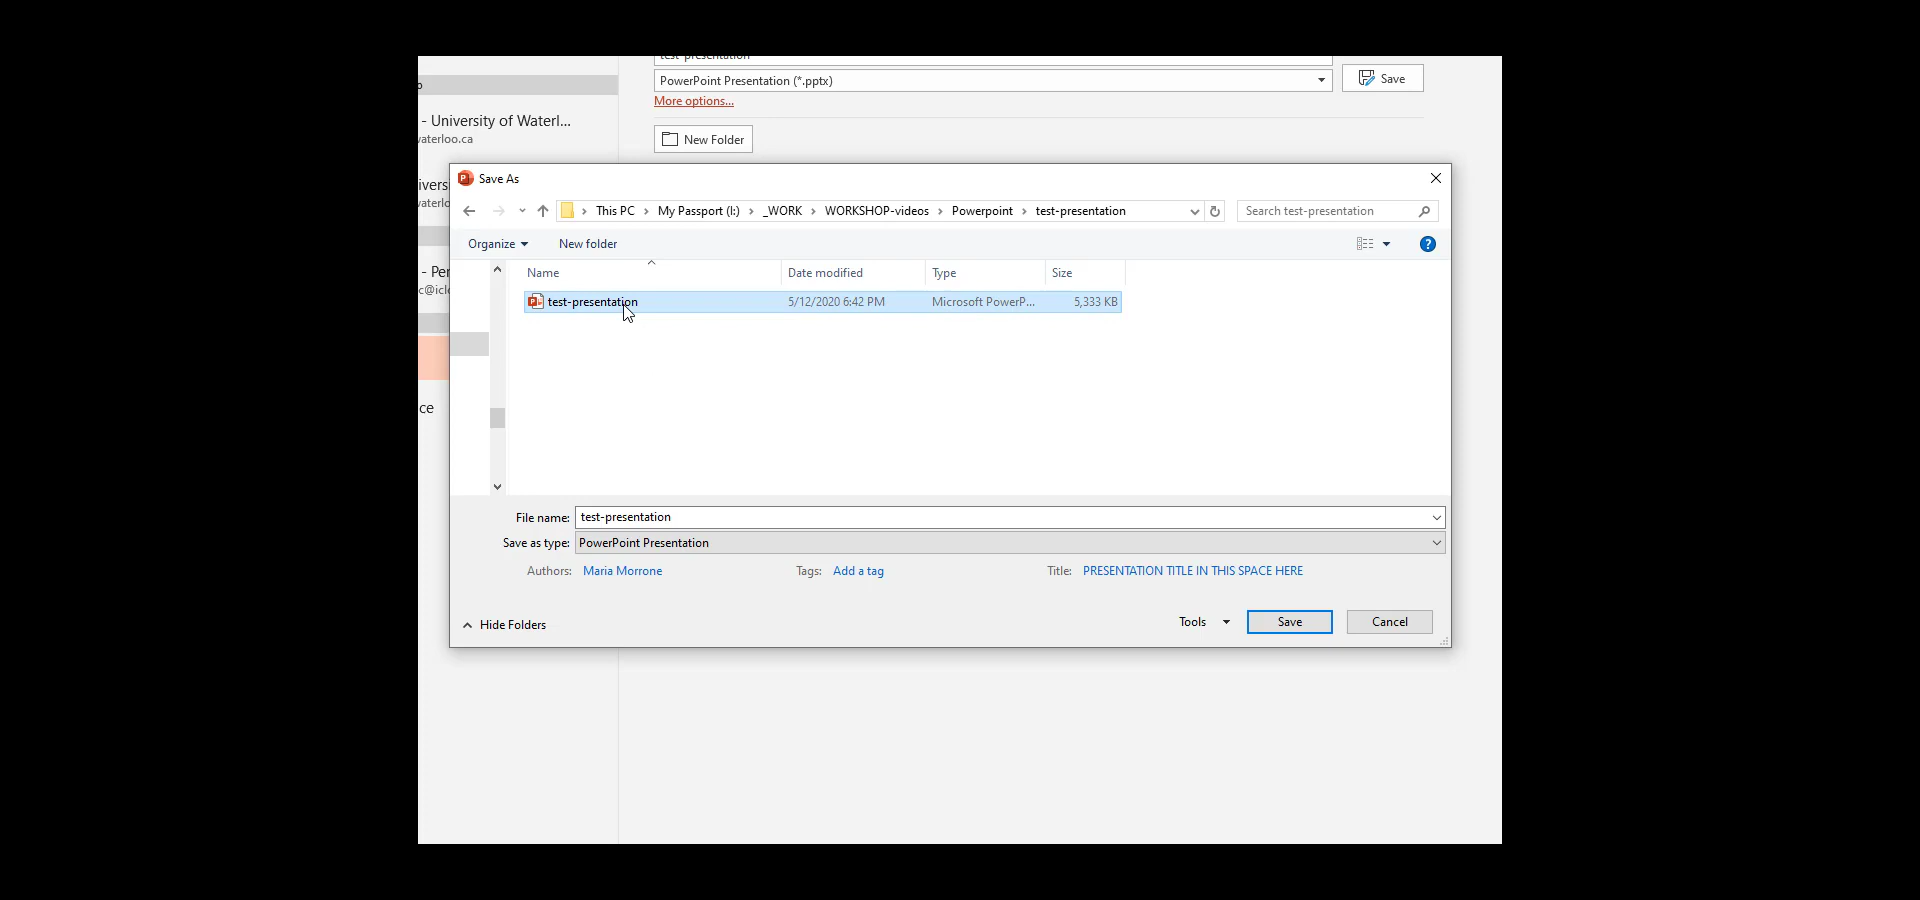 test-presentation
PowerPoint Presentation (*.pptx)
Save
More options...
- University of Waterl...
waterloo.ca
New Folder
Save As
This PC > My Passport (I:) > _WORK > WORKSHOP-videos > Powerpoint > test-presentation
Search test-presentation
Organize
New folder
Name Date modified Type Size
test-presentation 5/12/2020 6:42 PM Microsoft PowerP... 5,333 KB
- Per
c@iclo
ce
File name: test-presentation
Save as type: PowerPoint Presentation
Authors: Maria Morrone Tags: Add a tag Title: PRESENTATION TITLE IN THIS SPACE HERE
Hide Folders
Tools
Save
Cancel